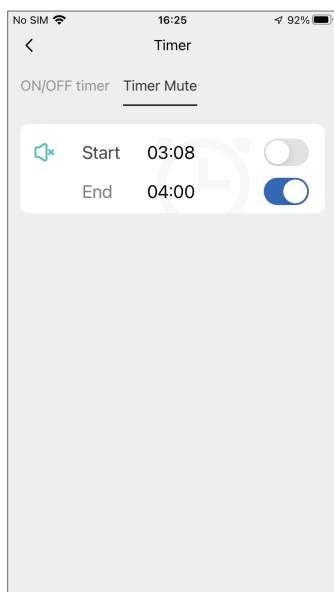 No SIM 16:25 92%
Timer
ON/OFF timer Timer Mute
Start 03:08
End 04:00